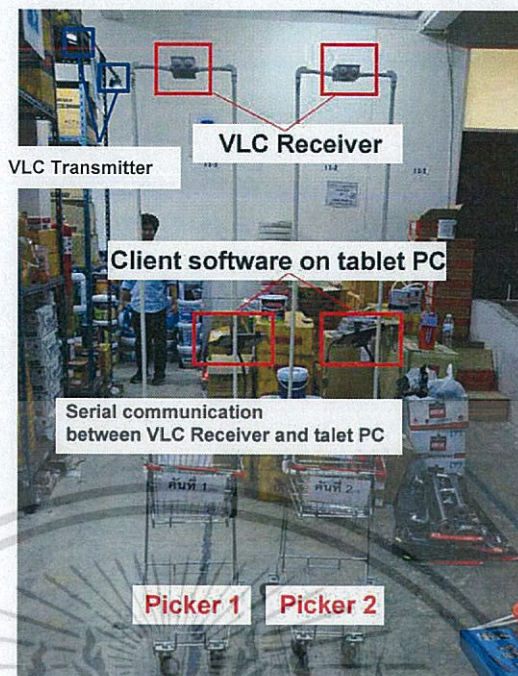 VLC Receiver
VLC Transmitter
Client software on tablet PC
Serial communication
between VLC Receiver and talet PC
คันที่ 1
คันที่ 2
Picker 1
Picker 2